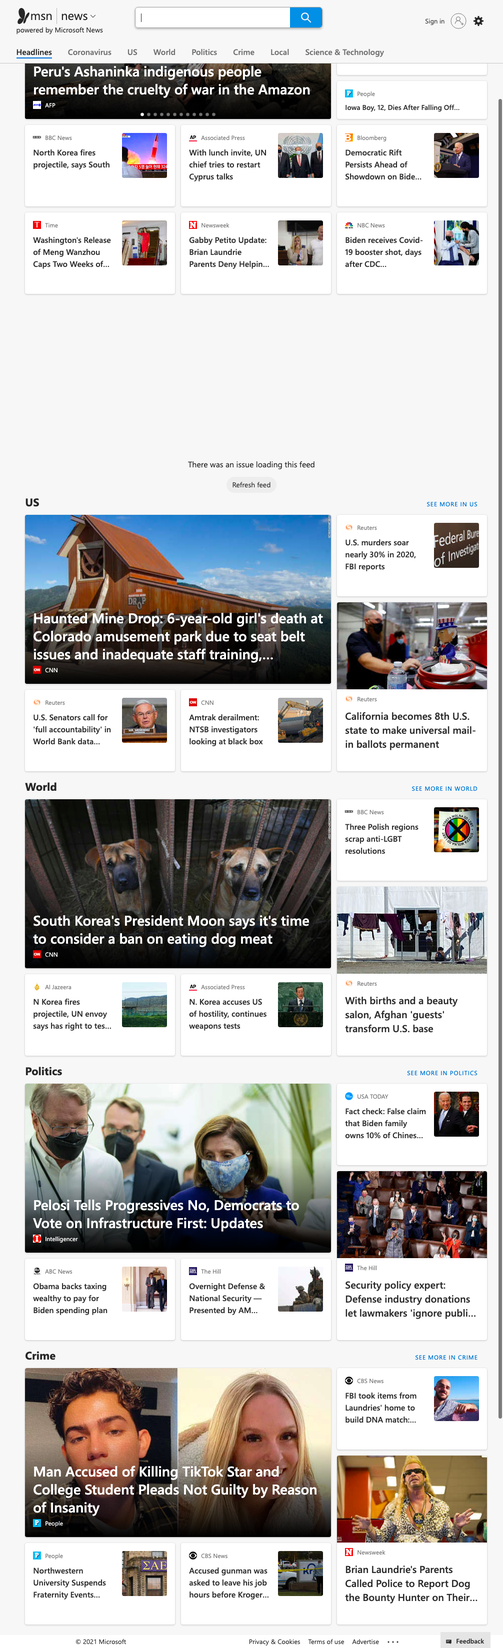 msn news
powered by Microsoft News
Sign in
Headlines Coronavirus US World Politics Crime Local Science & Technology
Peru's Ashaninka indigenous people
remember the cruelty of war in the Amazon
AFP
People
Iowa Boy, 12, Dies After Falling Off...
BBC News
North Korea fires
projectile, says South
Associated Press
With lunch invite, UN
chief tries to restart
Cyprus talks
Bloomberg
Democratic Rift
Persists Ahead of
Showdown on Bide...
Time
Washington's Release
of Meng Wanzhou
Caps Two Weeks of...
Newsweek
Gabby Petito Update:
Brian Laundrie
Parents Deny Helpin...
NBC News
Biden receives Covid-
19 booster shot, days
after CDC...
There was an issue loading this feed
Refresh feed
US
SEE MORE IN US
Haunted Mine Drop: 6-year-old girl's death at
Colorado amusement park due to seat belt
issues and inadequate staff training,...
CNN
Reuters
U.S. murders soar
nearly 30% in 2020,
FBI reports
Federal Bure
of Investigat
Reuters
U.S. Senators call for
'full accountability' in
World Bank data...
CNN
Amtrak derailment:
NTSB investigators
looking at black box
Reuters
California becomes 8th U.S.
state to make universal mail-
in ballots permanent
World
SEE MORE IN WORLD
South Korea's President Moon says it's time
to consider a ban on eating dog meat
CNN
BBC News
Three Polish regions
scrap anti-LGBT
resolutions
Al Jazeera
N Korea fires
projectile, UN envoy
says has right to tes...
Associated Press
N. Korea accuses US
of hostility, continues
weapons tests
Reuters
With births and a beauty
salon, Afghan 'guests'
transform U.S. base
Politics
SEE MORE IN POLITICS
Pelosi Tells Progressives No, Democrats to
Vote on Infrastructure First: Updates
Intelligencer
USA TODAY
Fact check: False claim
that Biden family
owns 10% of Chines...
ABC News
Obama backs taxing
wealthy to pay for
Biden spending plan
The Hill
Overnight Defense &
National Security —
Presented by AM...
The Hill
Security policy expert:
Defense industry donations
let lawmakers 'ignore publi...
Crime
SEE MORE IN CRIME
Man Accused of Killing TikTok Star and
College Student Pleads Not Guilty by Reason
of Insanity
People
CBS News
FBI took items from
Laundries' home to
build DNA match:...
People
Northwestern
University Suspends
Fraternity Events...
ΣΑΕ
CBS News
Accused gunman was
asked to leave his job
hours before Kroger...
Newsweek
Brian Laundrie's Parents
Called Police to Report Dog
the Bounty Hunter on Their...
© 2021 Microsoft
Privacy & Cookies Terms of use Advertise ...
Feedback